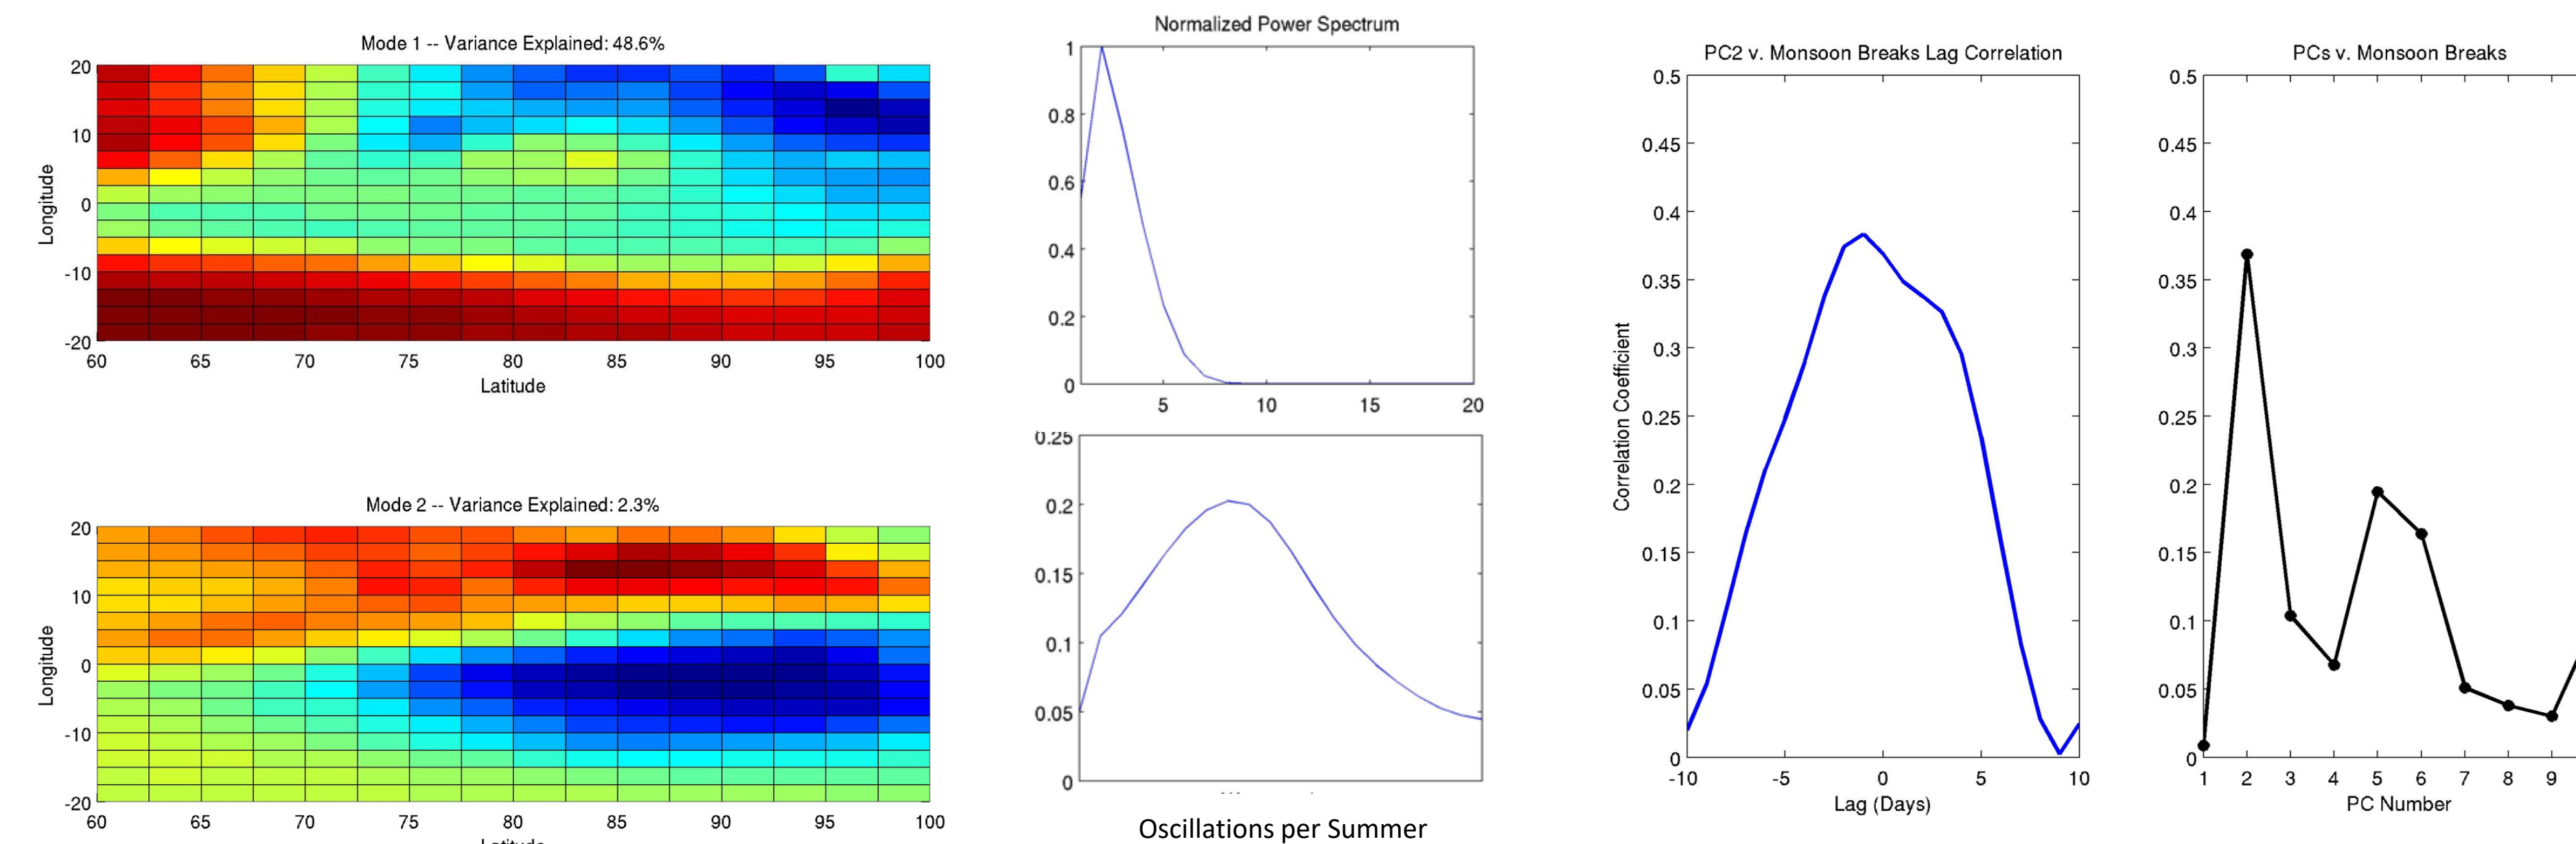 Mode 1 -- Variance Explained: 48.6%
20
10
0
-10
-20
Longitude
60 65 70 75 80 85 90 95 100
Latitude
Mode 2 -- Variance Explained: 2.3%
20
10
0
-10
-20
Longitude
60 65 70 75 80 85 90 95 100
Latitude
Normalized Power Spectrum
1
0.8
0.6
0.4
0.2
0
5 10 15 20
0.25
0.2
0.15
0.1
0.05
0
Oscillations per Summer
PC2 v. Monsoon Breaks Lag Correlation
0.5
0.45
0.4
0.35
0.3
0.25
0.2
0.15
0.1
0.05
0
Correlation Coefficient
-10 -5 0 5 10
Lag (Days)
PCs v. Monsoon Breaks
0.5
0.45
0.4
0.35
0.3
0.25
0.2
0.15
0.1
0.05
0
1 2 3 4 5 6 7 8 9
PC Number